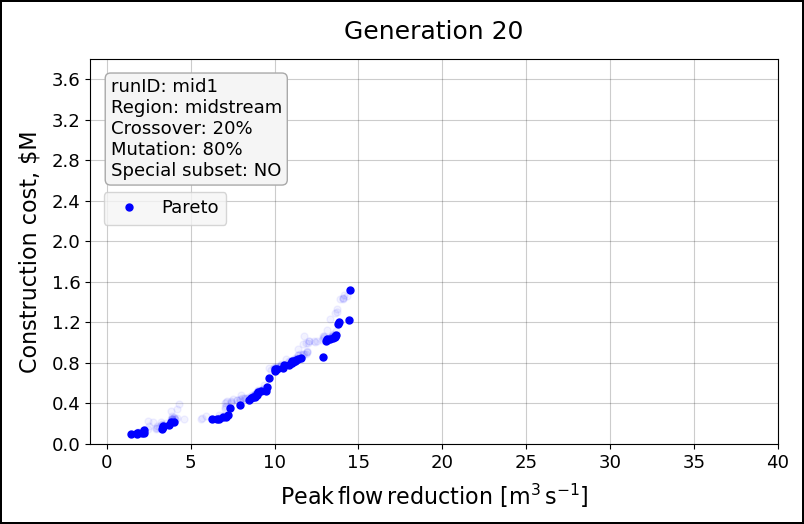 Generation 20
Construction cost, $M
3.6
3.2
2.8
2.4
2.0
1.6
1.2
0.8
0.4
0.0
runID: mid1
Region: midstream
Crossover: 20%
Mutation: 80%
Special subset: NO
Pareto
0 5 10 15 20 25 30 35 40
Peak flow reduction [m³ s⁻¹]